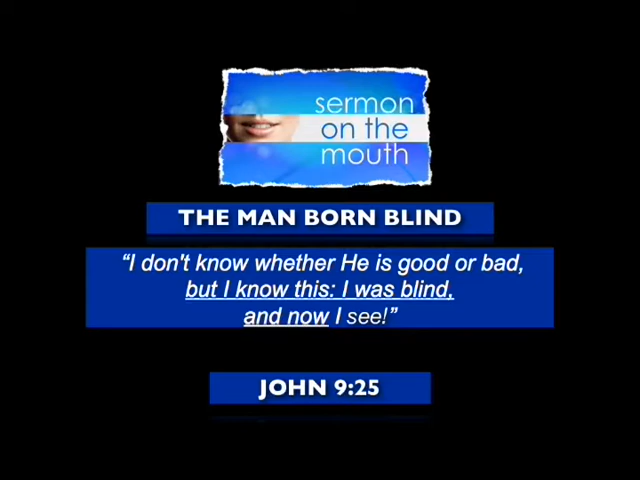 sermon
on the
mouth
THE MAN BORN BLIND
“I don't know whether He is good or bad,
but I know this: I was blind,
and now I see!”
JOHN 9:25